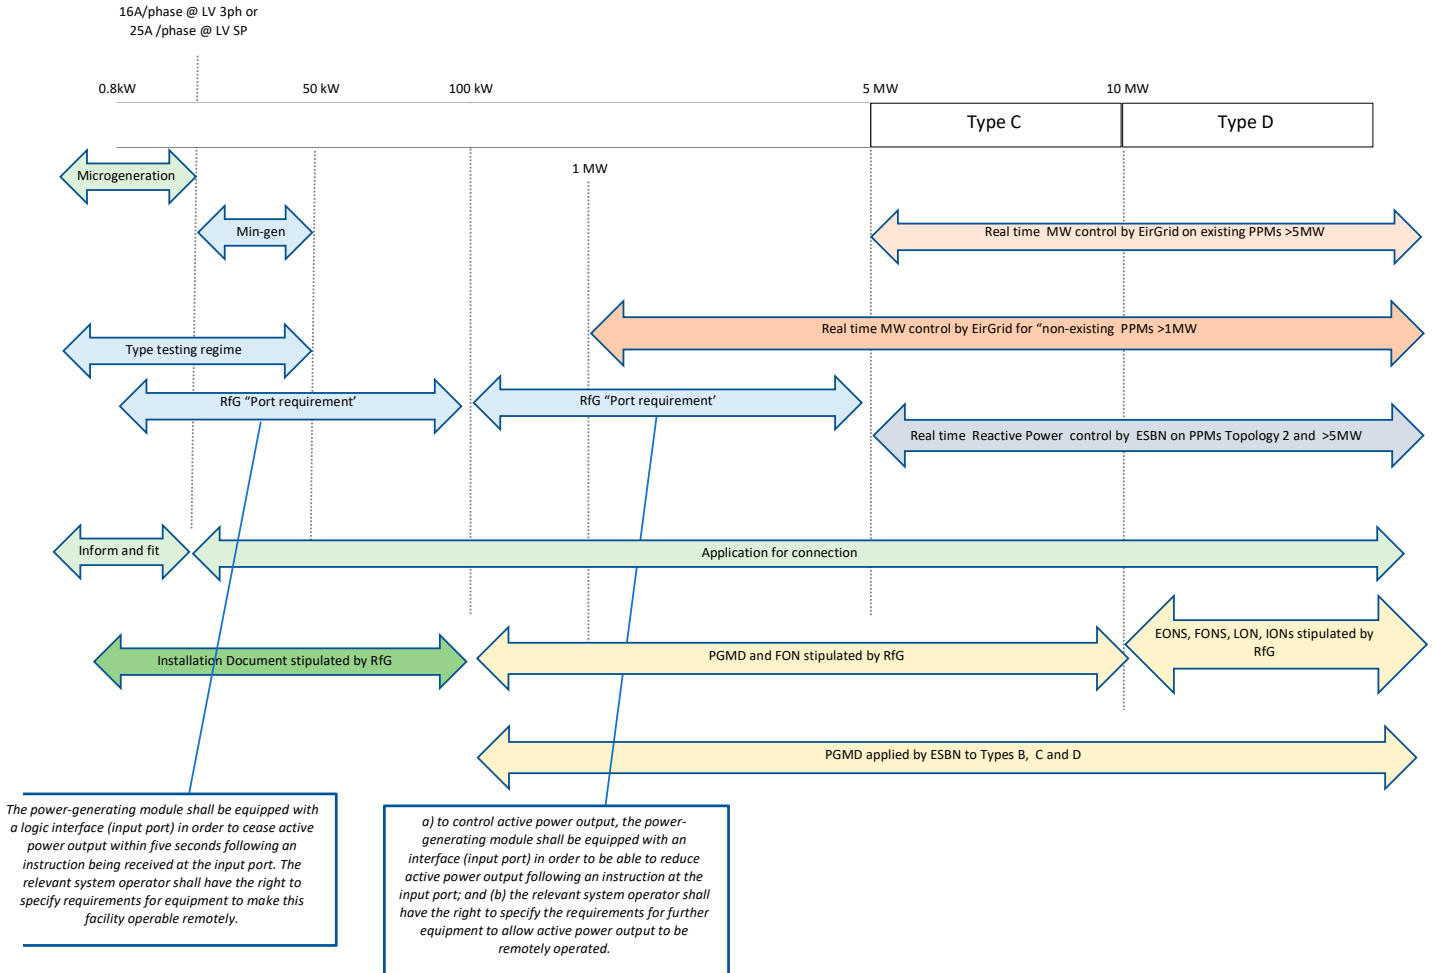 16A/phase @ LV 3ph or
25A /phase @ LV SP
0.8kW
50 kW
100 kW
5 MW
10 MW
Type C
Type D
1 MW
Microgeneration
Min-gen
Real time  MW control by EirGrid on existing PPMs >5MW
Real time MW control by EirGrid for “non-existing  PPMs >1MW
Type testing regime
RfG “Port requirement’
RfG “Port requirement’
Real time  Reactive Power  control by  ESBN on PPMs Topology 2 and  >5MW
Inform and fit
Application for connection
EONS, FONS, LON, IONs stipulated by
RfG
Installation Document stipulated by RfG
PGMD and FON stipulated by RfG
PGMD applied by ESBN to Types B,  C and D
The power-generating module shall be equipped with
a logic interface (input port) in order to cease active
power output within five seconds following an
instruction being received at the input port. The
relevant system operator shall have the right to
specify requirements for equipment to make this
facility operable remotely.
a) to control active power output, the power-
generating module shall be equipped with an
interface (input port) in order to be able to reduce
active power output following an instruction at the
input port; and (b) the relevant system operator shall
have the right to specify the requirements for further
equipment to allow active power output to be
remotely operated.